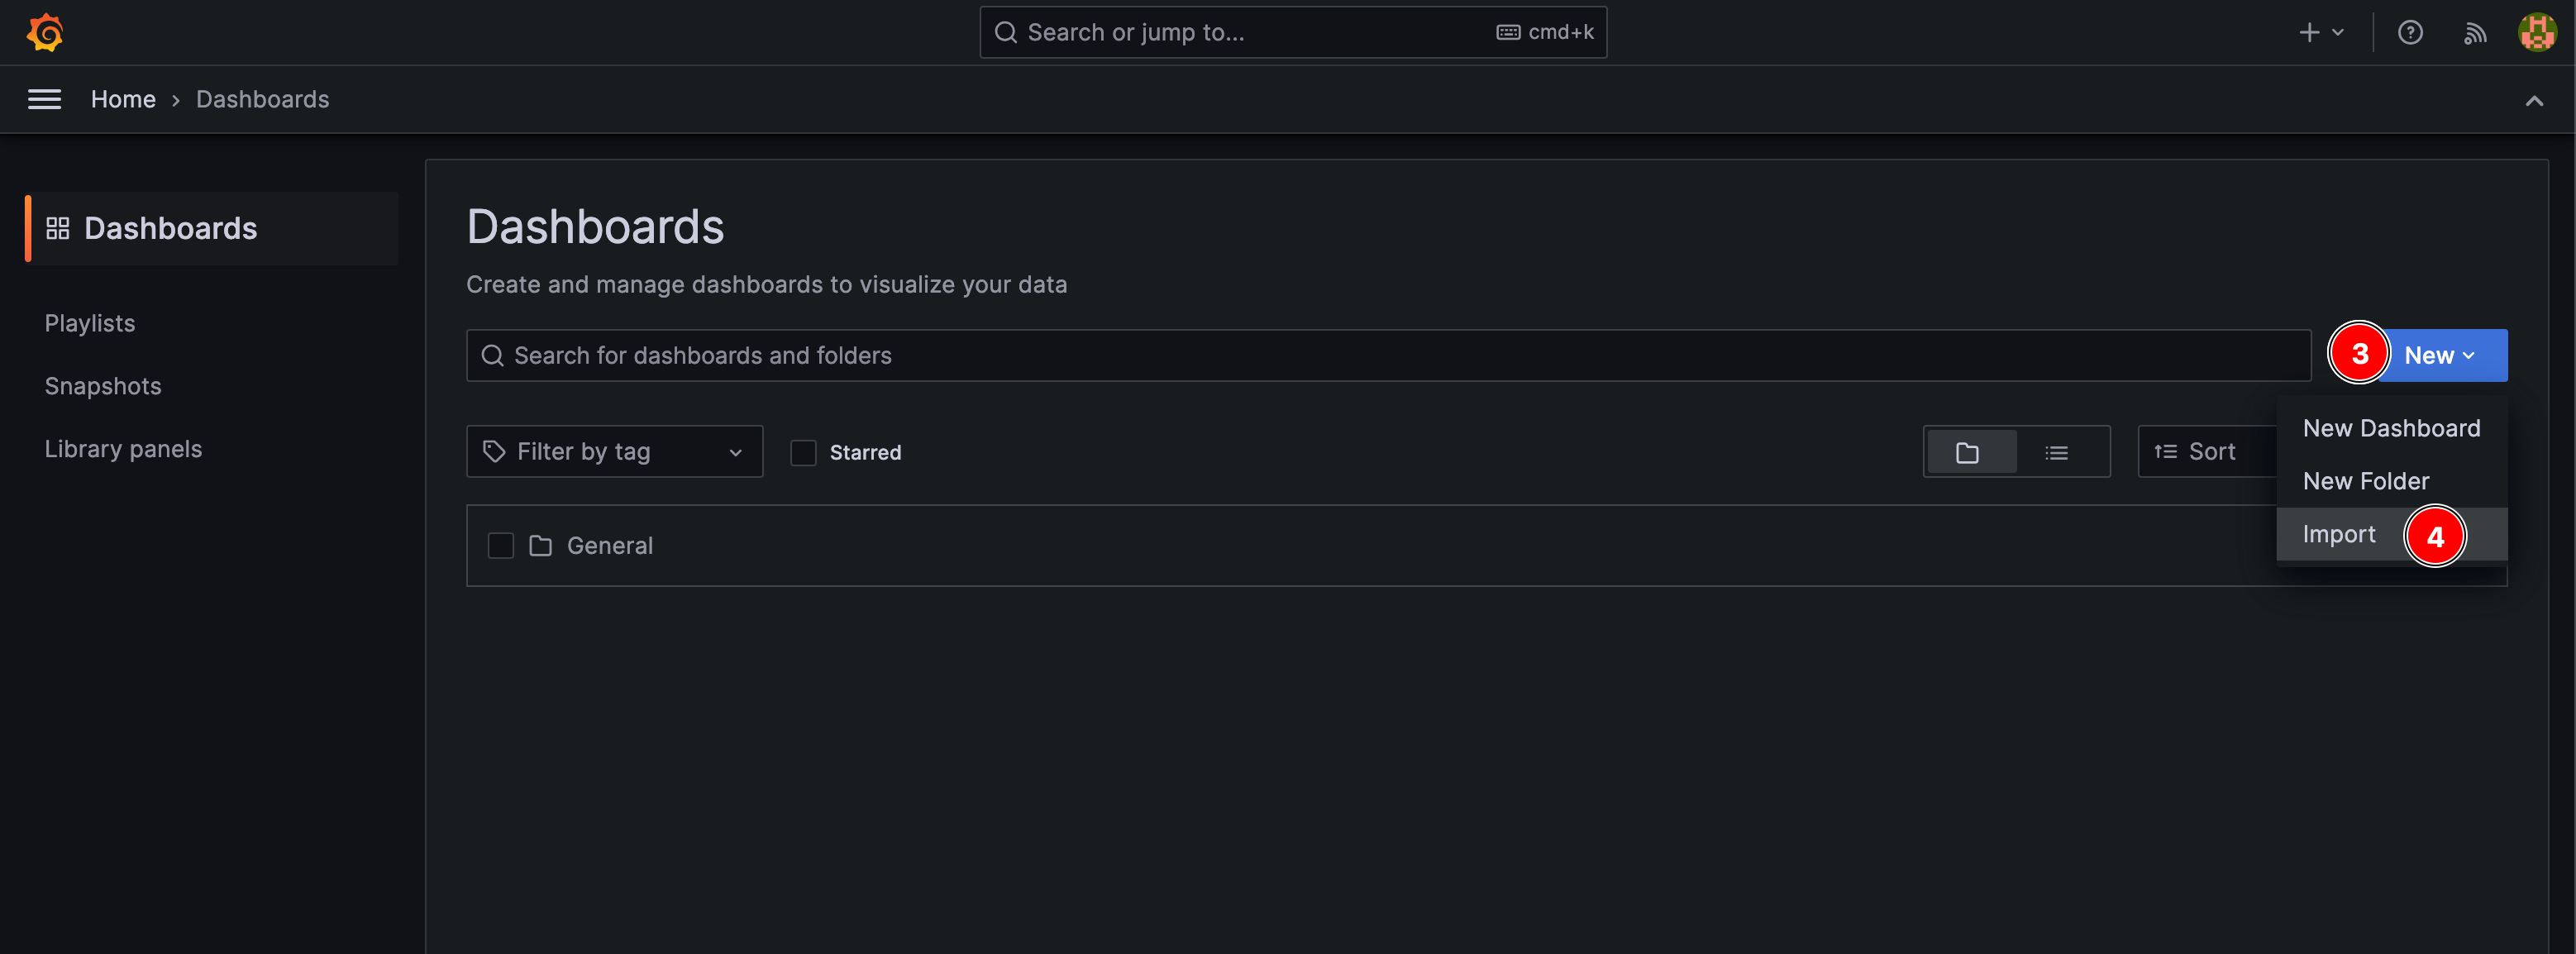 Search or jump to...
cmd+k
Home
Dashboards
Dashboards
Playlists
Snapshots
Library panels
Dashboards
Create and manage dashboards to visualize your data
Search for dashboards and folders
3
New
Filter by tag
Starred
Sort
New Dashboard
New Folder
Import
4
General